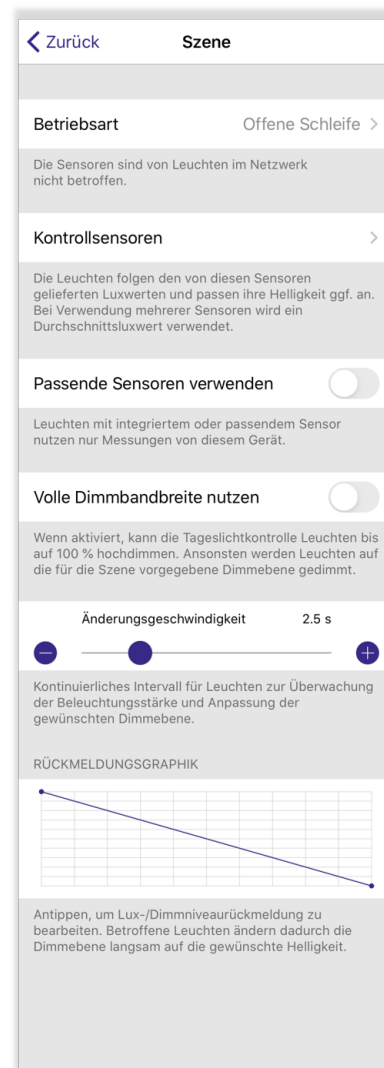 Zurück
Szene
Betriebsart
Offene Schleife
Die Sensoren sind von Leuchten im Netzwerk
nicht betroffen.
Kontrollsensoren
Die Leuchten folgen den von diesen Sensoren
gelieferten Luxwerten und passen ihre Helligkeit ggf. an.
Bei Verwendung mehrerer Sensoren wird ein
Durchschnittsluxwert verwendet.
Passende Sensoren verwenden
Leuchten mit integriertem oder passendem Sensor
nutzen nur Messungen von diesem Gerät.
Volle Dimmbandbreite nutzen
Wenn aktiviert, kann die Tageslichtkontrolle Leuchten bis
auf 100 % hochdimmen. Ansonsten werden Leuchten auf
die für die Szene vorgegebene Dimmebene gedimmt.
Änderungsgeschwindigkeit
2.5 s
Kontinuierliches Intervall für Leuchten zur Überwachung
der Beleuchtungsstärke und Anpassung der
gewünschten Dimmebene.
RÜCKMELDUNGSGRAPHIK
Antippen, um Lux-/Dimmniveaurückmeldung zu
bearbeiten. Betroffene Leuchten ändern dadurch die
Dimmebene langsam auf die gewünschte Helligkeit.